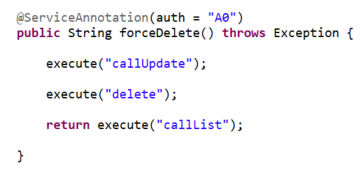 @ServiceAnnotation(auth = "A0")
public String forceDelete() throws Exception {
execute("callUpdate");
execute("delete");
return execute("callList");
}